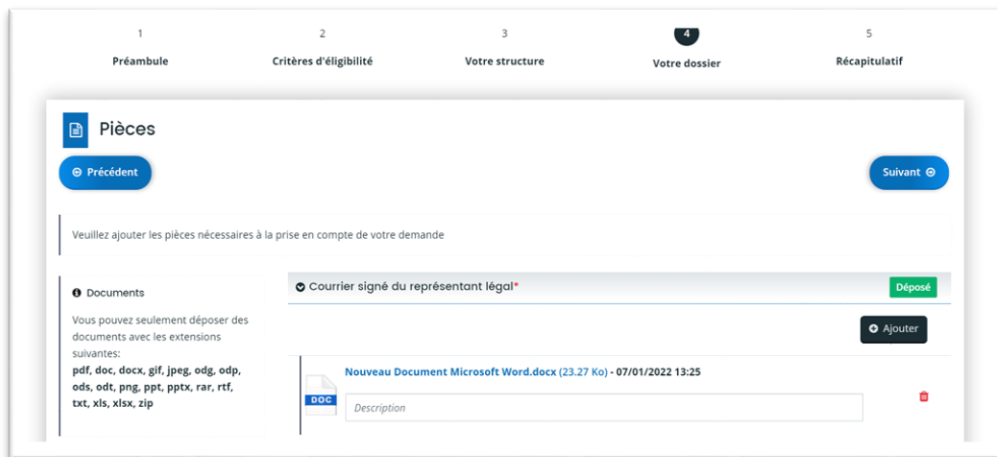 1 2 3 4 5
Préambule Critères d'éligibilité Votre structure Votre dossier Récapitulatif
Pièces
Précédent
Suivant
Veuillez ajouter les pièces nécessaires à la prise en compte de votre demande
Documents
Vous pouvez seulement déposer des
documents avec les extensions
suivantes:
pdf, doc, docx, gif, jpeg, odg, odp,
ods, odt, png, ppt, pptx, rar, rtf,
txt, xls, xlsx, zip
Courrier signé du représentant légal*
Déposé
Ajouter
DOC
Nouveau Document Microsoft Word.docx (23.27 Ko) - 07/01/2022 13:25
Description